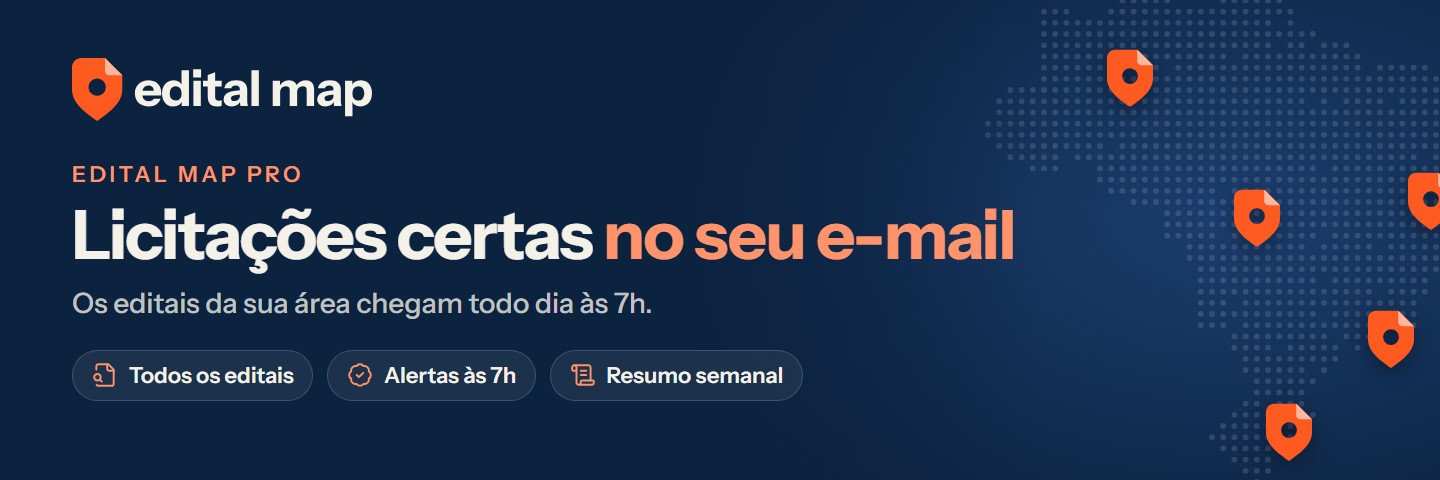 edital map
EDITAL MAP PRO
Licitações certas no seu e-mail
Os editais da sua área chegam todo dia às 7h.
Todos os editais
Alertas às 7h
Resumo semanal